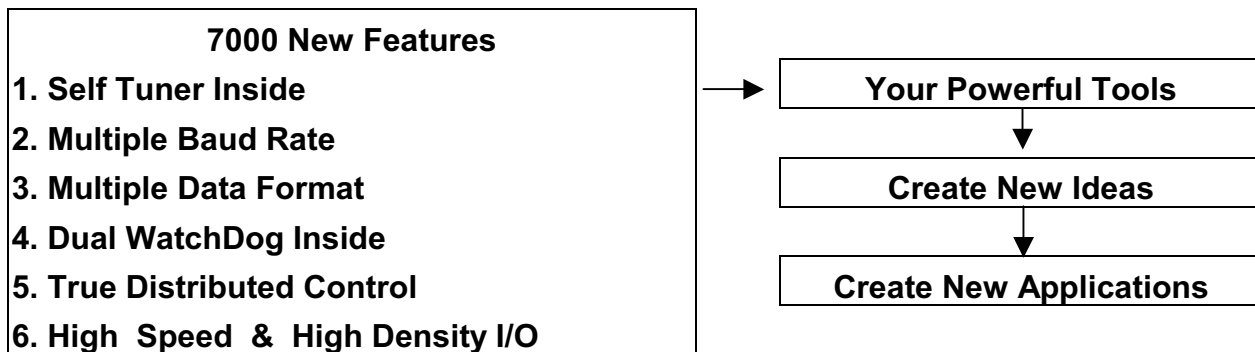 7000 New Features
1. Self Tuner Inside
2. Multiple Baud Rate
3. Multiple Data Format
4. Dual WatchDog Inside
5. True Distributed Control
6. High Speed & High Density I/O
Your Powerful Tools
Create New Ideas
Create New Applications